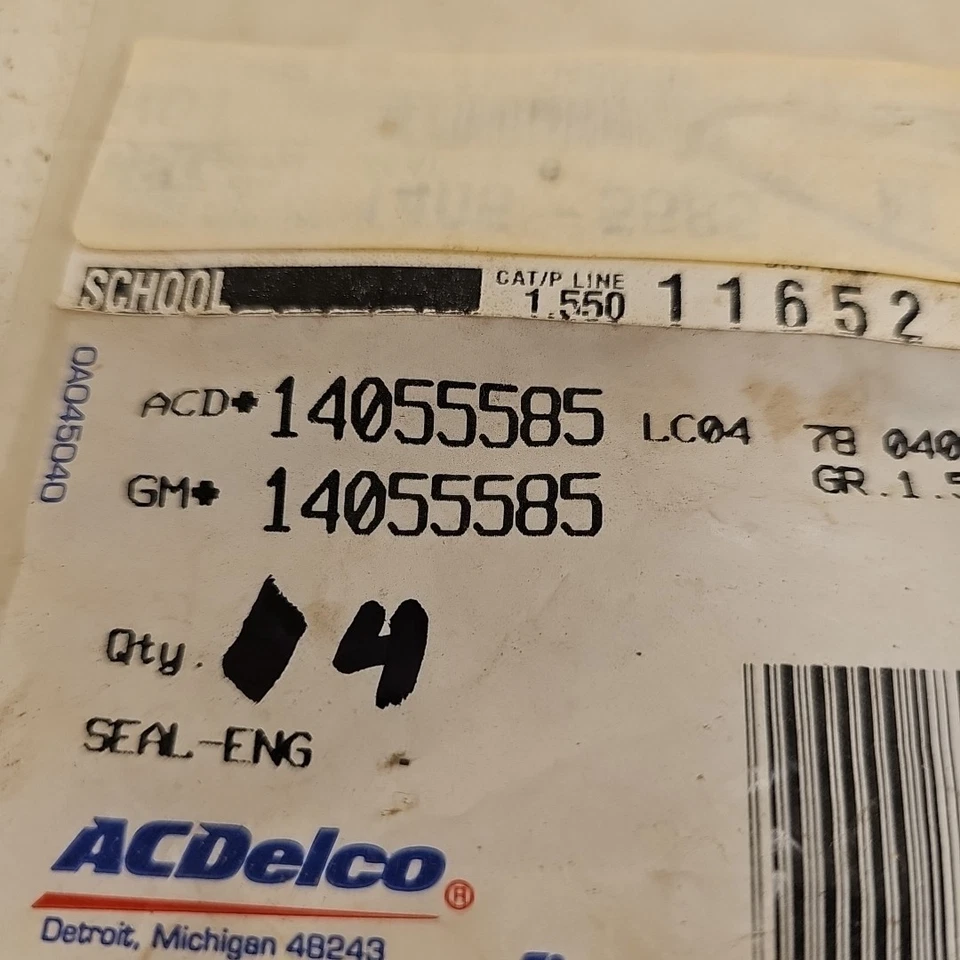 SCHOOL CAT/P LINE
1.550 11652
ACD# 14055585 LC04 78 040
GM# 14055585 GR.1.5
0A045040
Qty. 4
SEAL-ENG
ACDelco®
Detroit, Michigan 48243